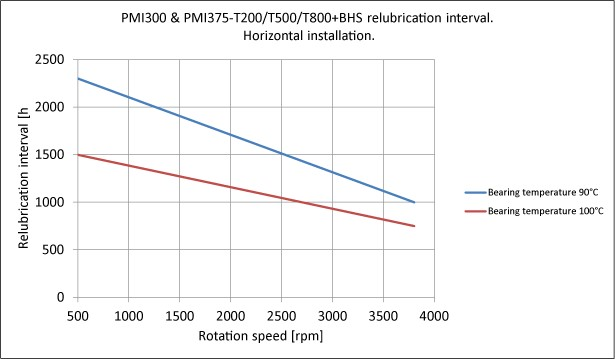 PMI300 & PMI375-T200/T500/T800+BHS relubrication interval.
Horizontal installation.
2500
2000
1500
1000
500
0
Relubrication interval [h
500 1000 1500 2000 2500 3000 3500 4000
Rotation speed [rpm]
Bearing temperature 90°C
Bearing temperature 100°C